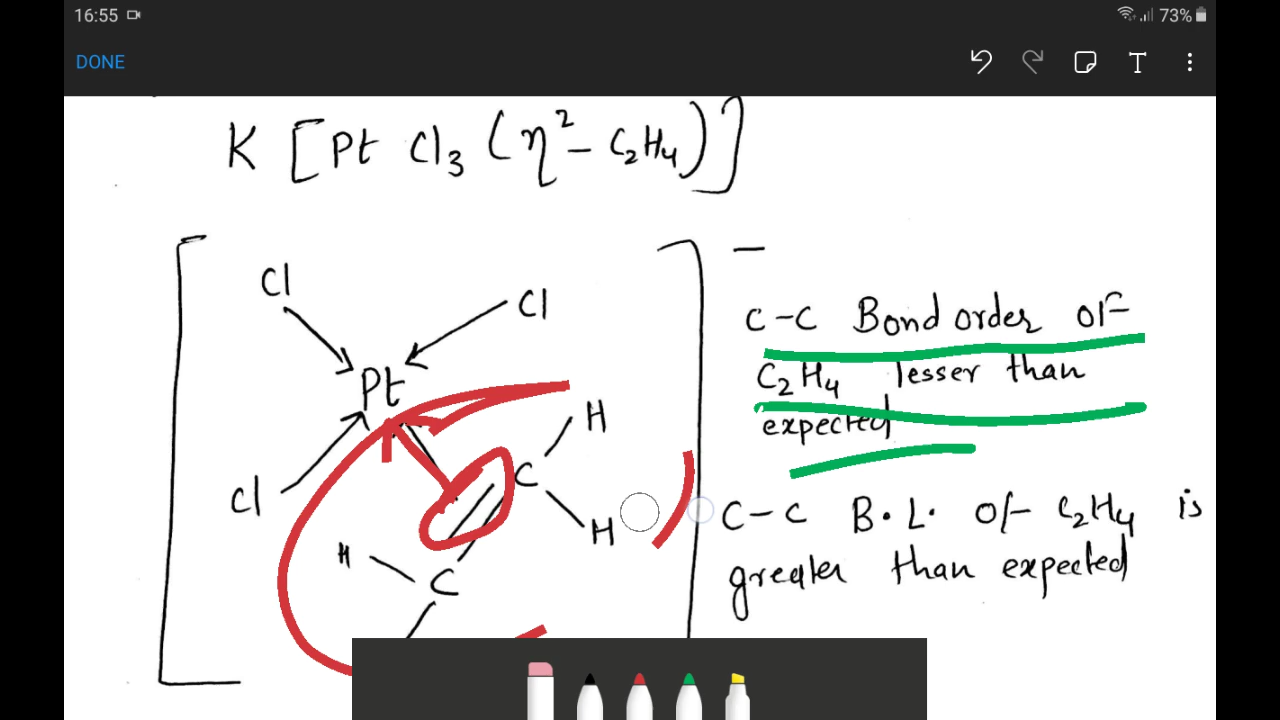 16:55 73%
DONE
K [Pt Cl₃ (η² - C₂H₄)]
−
Cl
Cl
Pt
Cl
C
H
H
H
C
C-C Bond order of
C₂H₄ lesser than
expected
C-C B.L. of C₂H₄ is
greater than expected